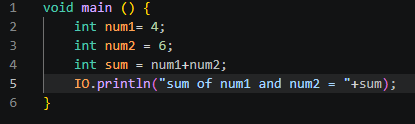 1 void main () {
2 int num1= 4;
3 int num2 = 6;
4 int sum = num1+num2;
5 IO.println("sum of num1 and num2 = "+sum);
6 }